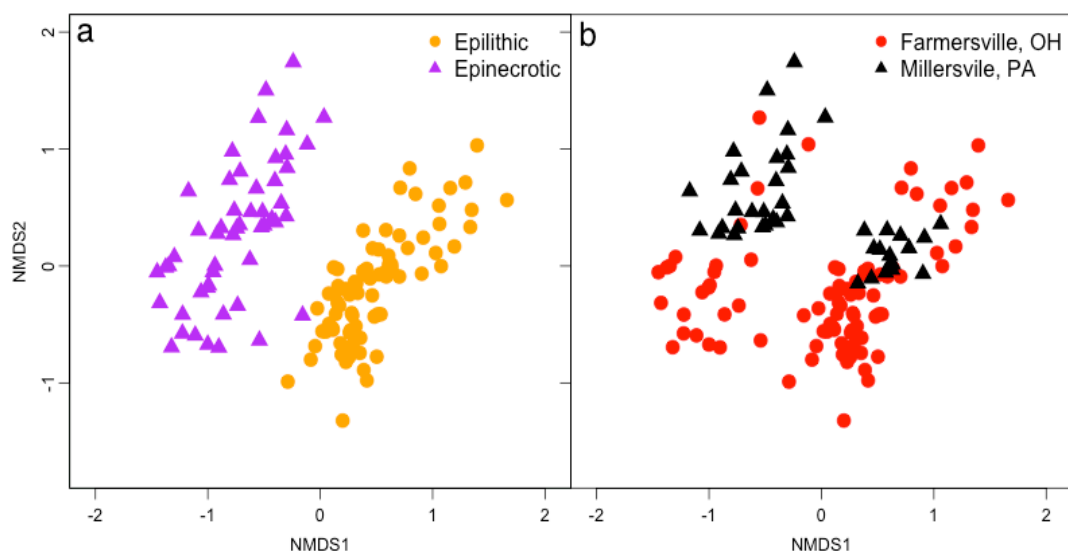 a
Epilithic
Epinecrotic
b
Farmersville, OH
Millersvile, PA
NMDS2
2
1
0
-1
-2
-1
0
1
2
NMDS1
-2
-1
0
1
2
NMDS1